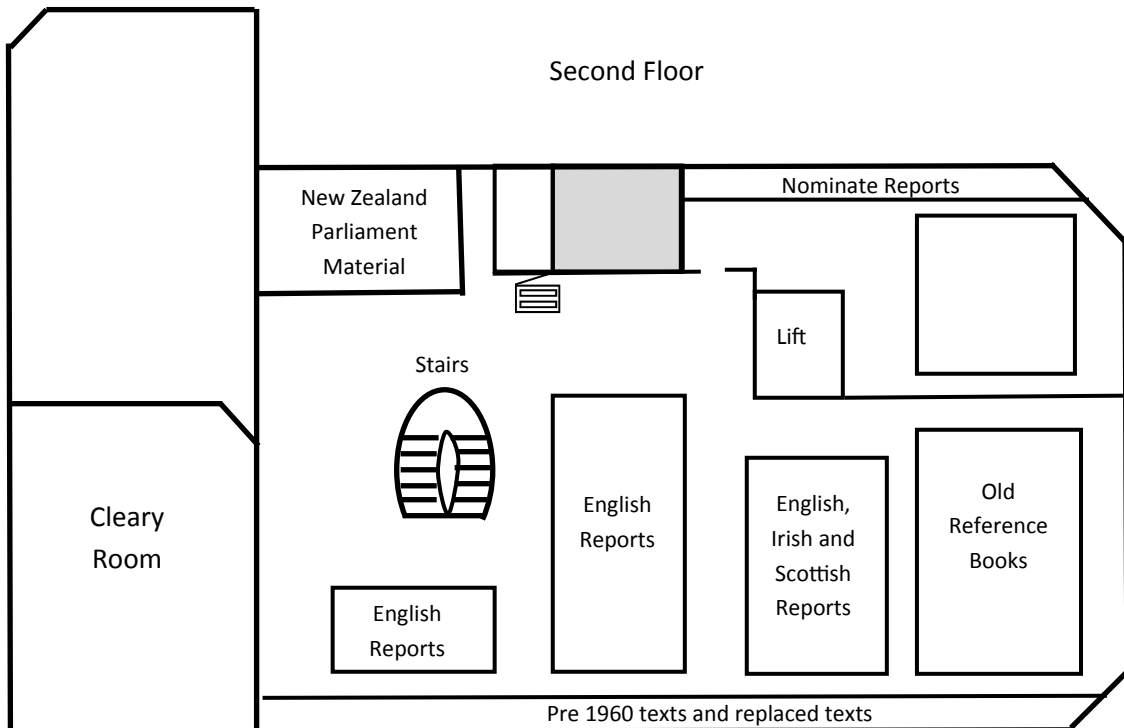 Second Floor
New Zealand
Parliament
Material
Nominate Reports
Lift
Stairs
Cleary
Room
English
Reports
English,
Irish and
Scottish
Reports
Old
Reference
Books
English
Reports
Pre 1960 texts and replaced texts